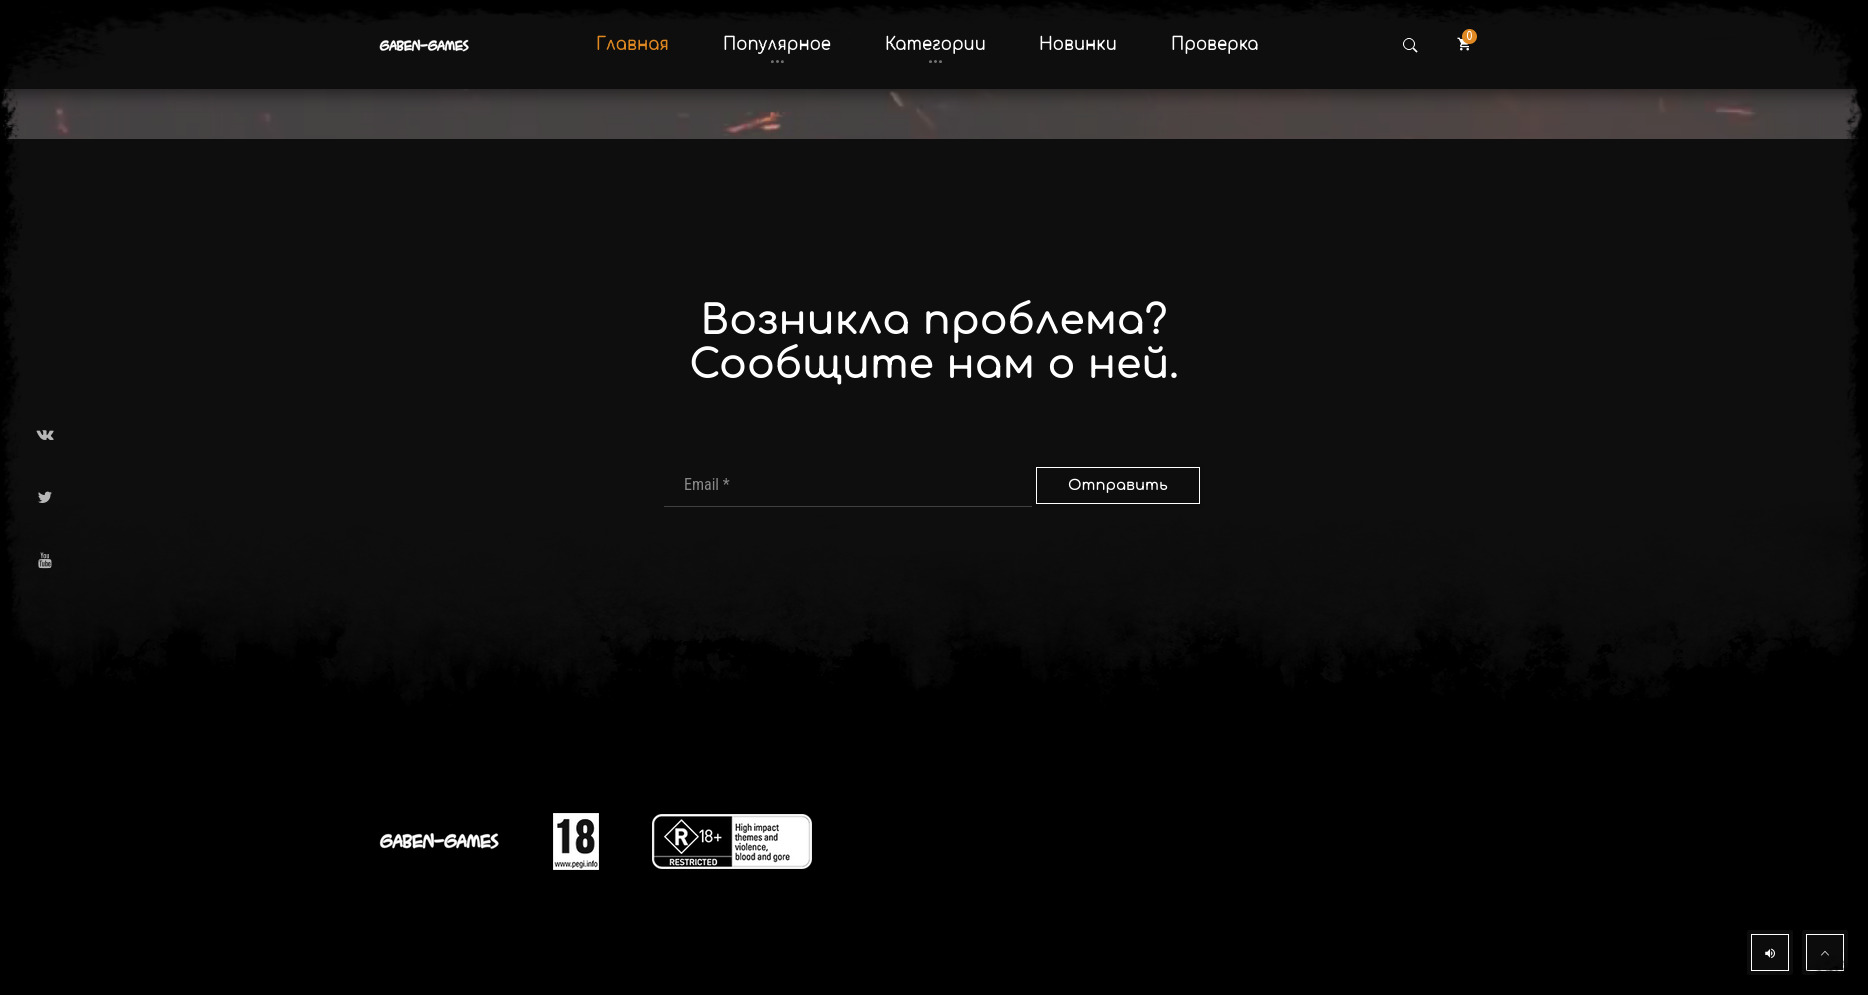 GABEN-GAMES
Главная
Популярное
Категории
Новинки
Проверка
0
Возникла проблема?
Сообщите нам о ней.
Email *
Отправить
You
Tube
GABEN-GAMES
18
www.pegi.info
R 18+
RESTRICTED
High impact
themes and
violence,
blood and gore